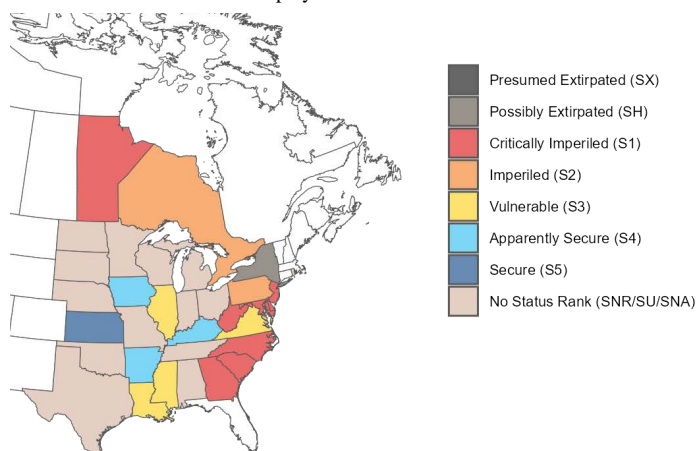 Presumed Extirpated (SX)
Possibly Extirpated (SH)
Critically Imperiled (S1)
Imperiled (S2)
Vulnerable (S3)
Apparently Secure (S4)
Secure (S5)
No Status Rank (SNR/SU/SNA)